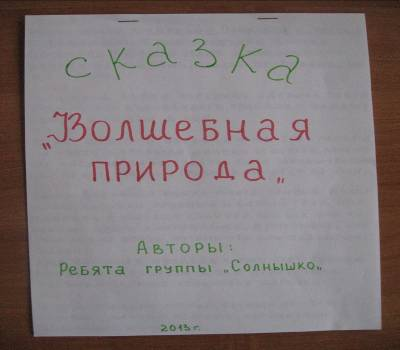 сказка
„Волшебная
природа„
Авторы:
Ребята группы „Солнышко„
2013 г.